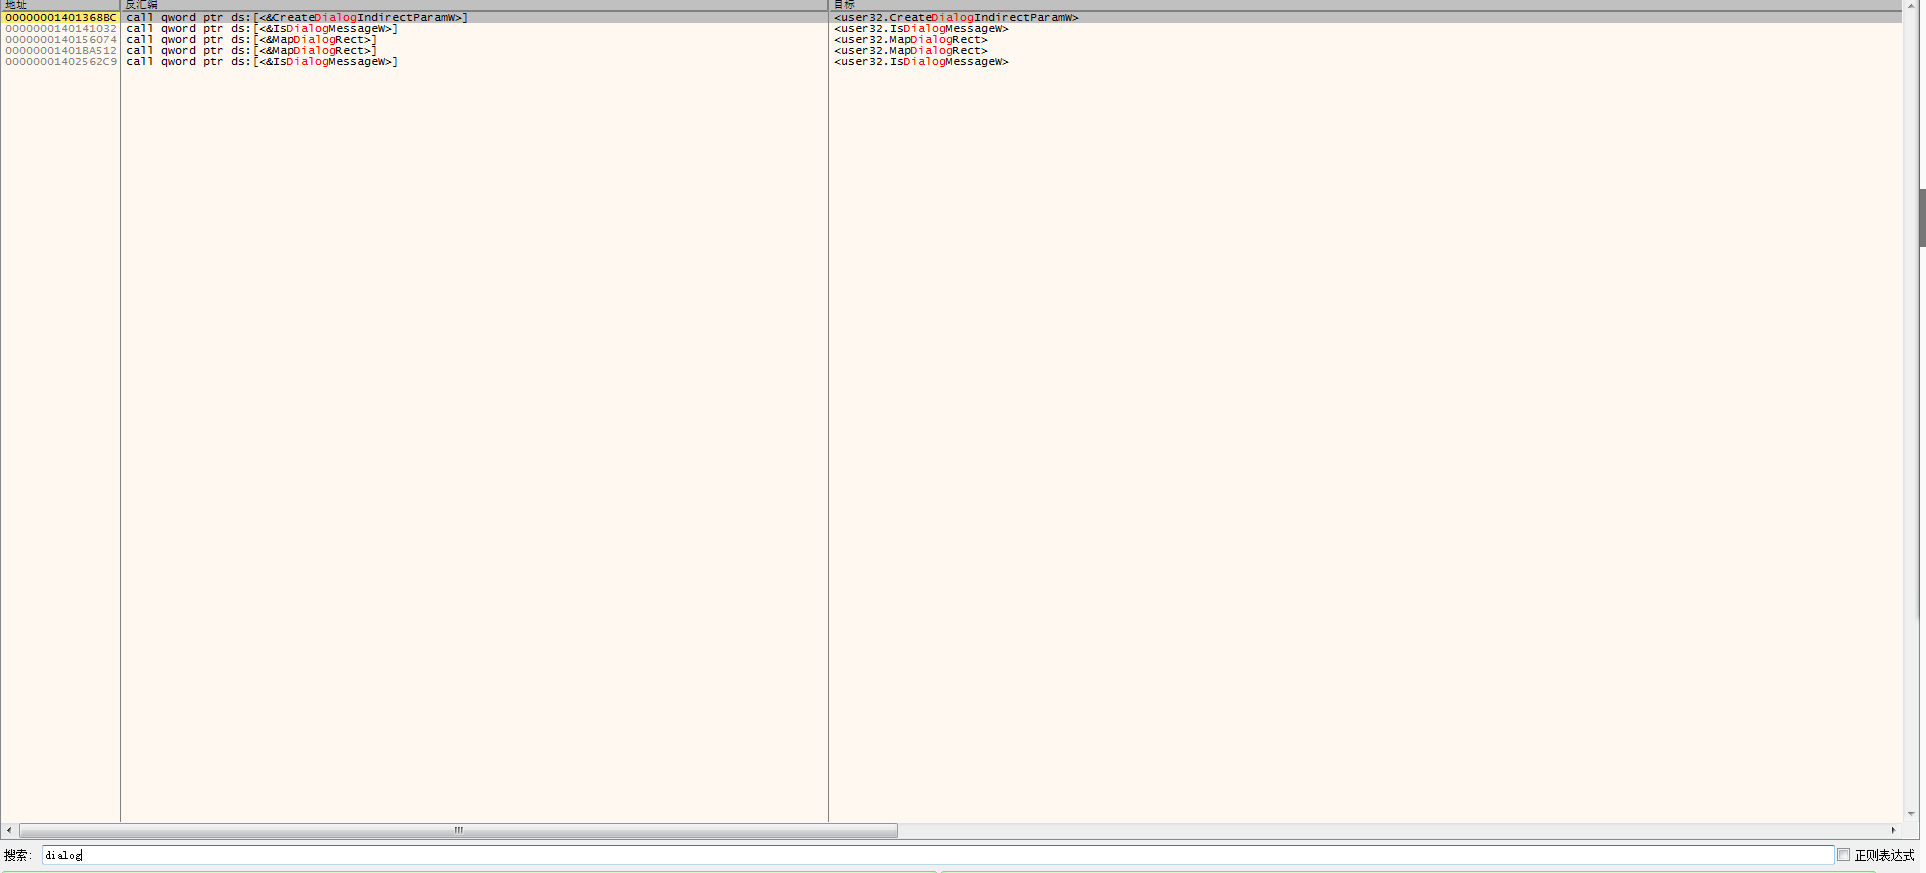 地址 反汇编 目标
00000001401368BC call qword ptr ds:[<&CreateDialogIndirectParamW>] <user32.CreateDialogIndirectParamW>
0000000140141032 call qword ptr ds:[<&IsDialogMessageW>] <user32.IsDialogMessageW>
0000000140156074 call qword ptr ds:[<&MapDialogRect>] <user32.MapDialogRect>
00000001401BA512 call qword ptr ds:[<&MapDialogRect>] <user32.MapDialogRect>
00000001402562C9 call qword ptr ds:[<&IsDialogMessageW>] <user32.IsDialogMessageW>
搜索: dialog 正则表达式